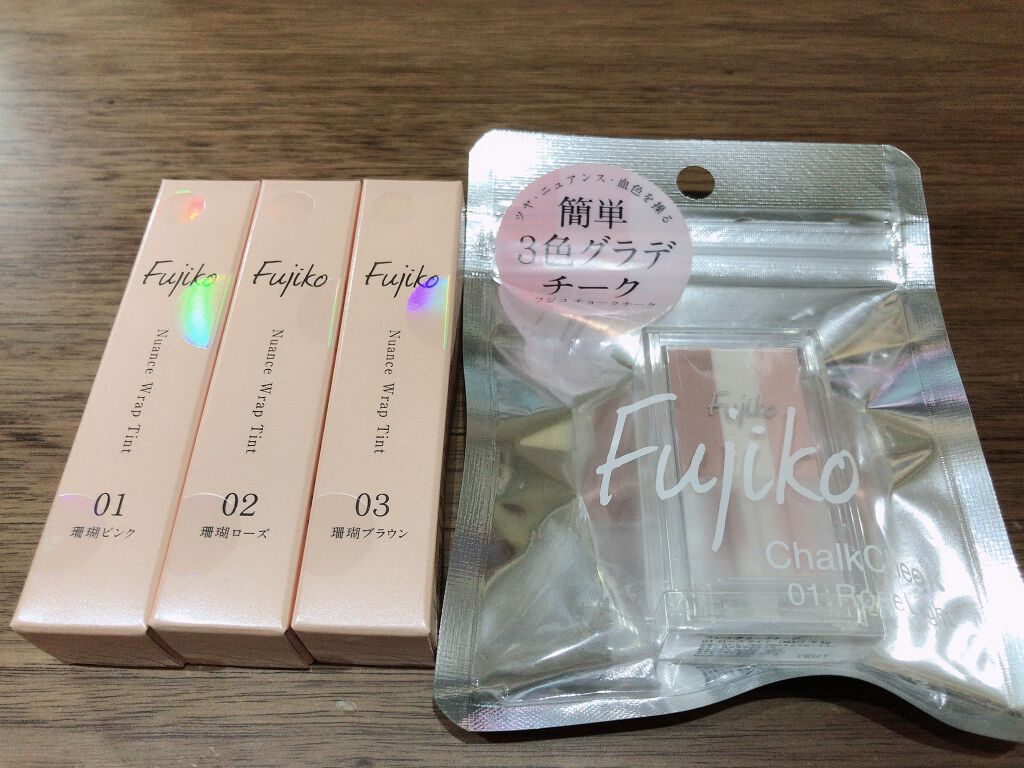 Fujiko
Nuance Wrap Tint
01
珊瑚ピンク
Fujiko
Nuance Wrap Tint
02
珊瑚ローズ
Fujiko
Nuance Wrap Tint
03
珊瑚ブラウン
ツヤ・ニュアンス・血色を操る
簡単
3色グラデ
チーク
フジコチョークチーク
Fujiko
Fujiko
01